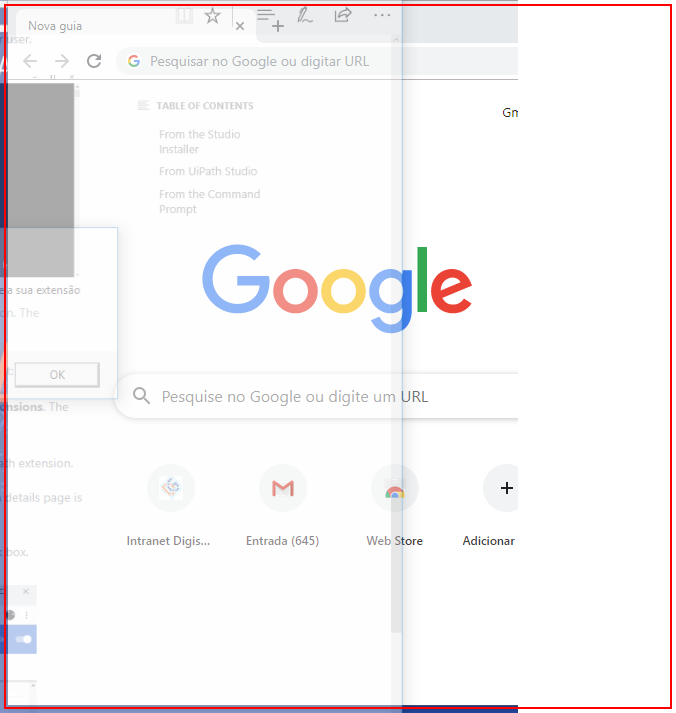 Nova guia
user.
Pesquisar no Google ou digitar URL
TABLE OF CONTENTS
Gm
From the Studio
Installer
From UiPath Studio
From the Command
Prompt
Google
a sua extensão
on. The
OK
Pesquise no Google ou digite um URL
ensions. The
th extension.
details page is
Intranet Digis...
Entrada (645)
Web Store
Adicionar
box.